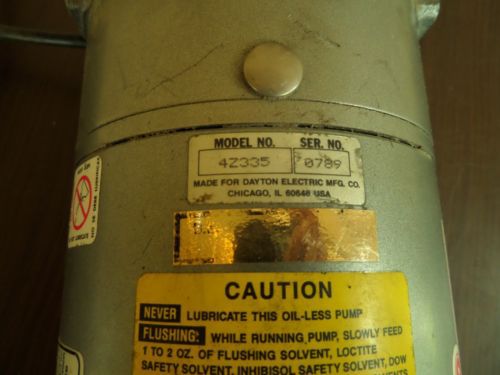 MODEL NO. SER. NO.
4Z335 0789
MADE FOR DAYTON ELECTRIC MFG. CO.
CHICAGO, IL 60648 USA
CAUTION
NEVER LUBRICATE THIS OIL-LESS PUMP
FLUSHING: WHILE RUNNING PUMP, SLOWLY FEED
1 TO 2 OZ. OF FLUSHING SOLVENT, LOCTITE
SAFETY SOLVENT, INHIBISOL SAFETY SOLVENT, DOW